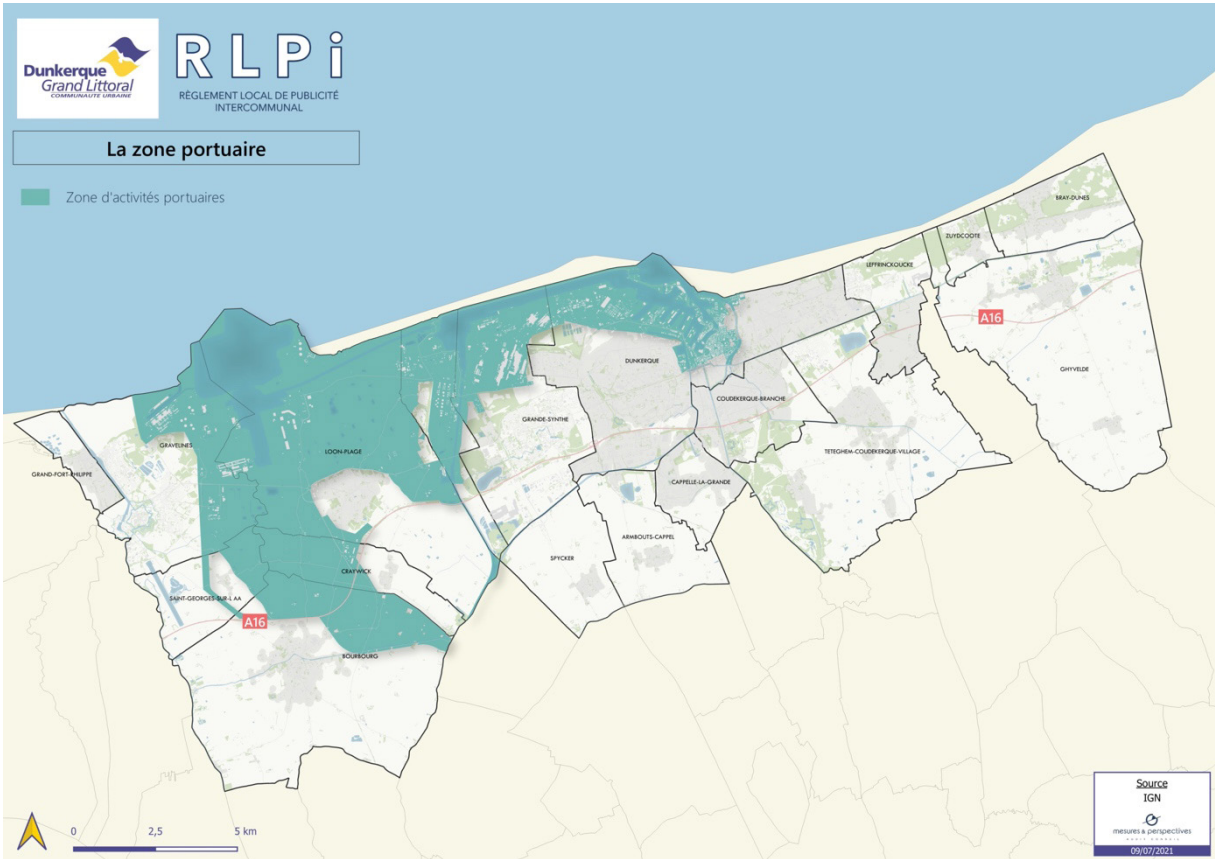 Dunkerque
Grand Littoral
COMMUNAUTÉ URBAINE
RLPi
RÈGLEMENT LOCAL DE PUBLICITÉ
INTERCOMMUNAL
La zone portuaire
Zone d'activités portuaires
BRAY-DUNES
ZUYDCOOTE
LEFFRINCKOUCKE
A16
GHYVELDE
DUNKERQUE
COUDEKERQUE-BRANCHE
GRANDE-SYNTHE
GRAVELINES
LOON-PLAGE
TETEGHEM-COUDEKERQUE-VILLAGE
GRAND-FORT-PHILIPPE
CAPPELLE-LA-GRANDE
ARMBOUTS-CAPPEL
SPYCKER
CRAYWICK
SAINT-GEORGES-SUR-L AA
A16
BOURBOURG
0 2,5 5 km
Source
IGN
mesures & perspectives
09/07/2021